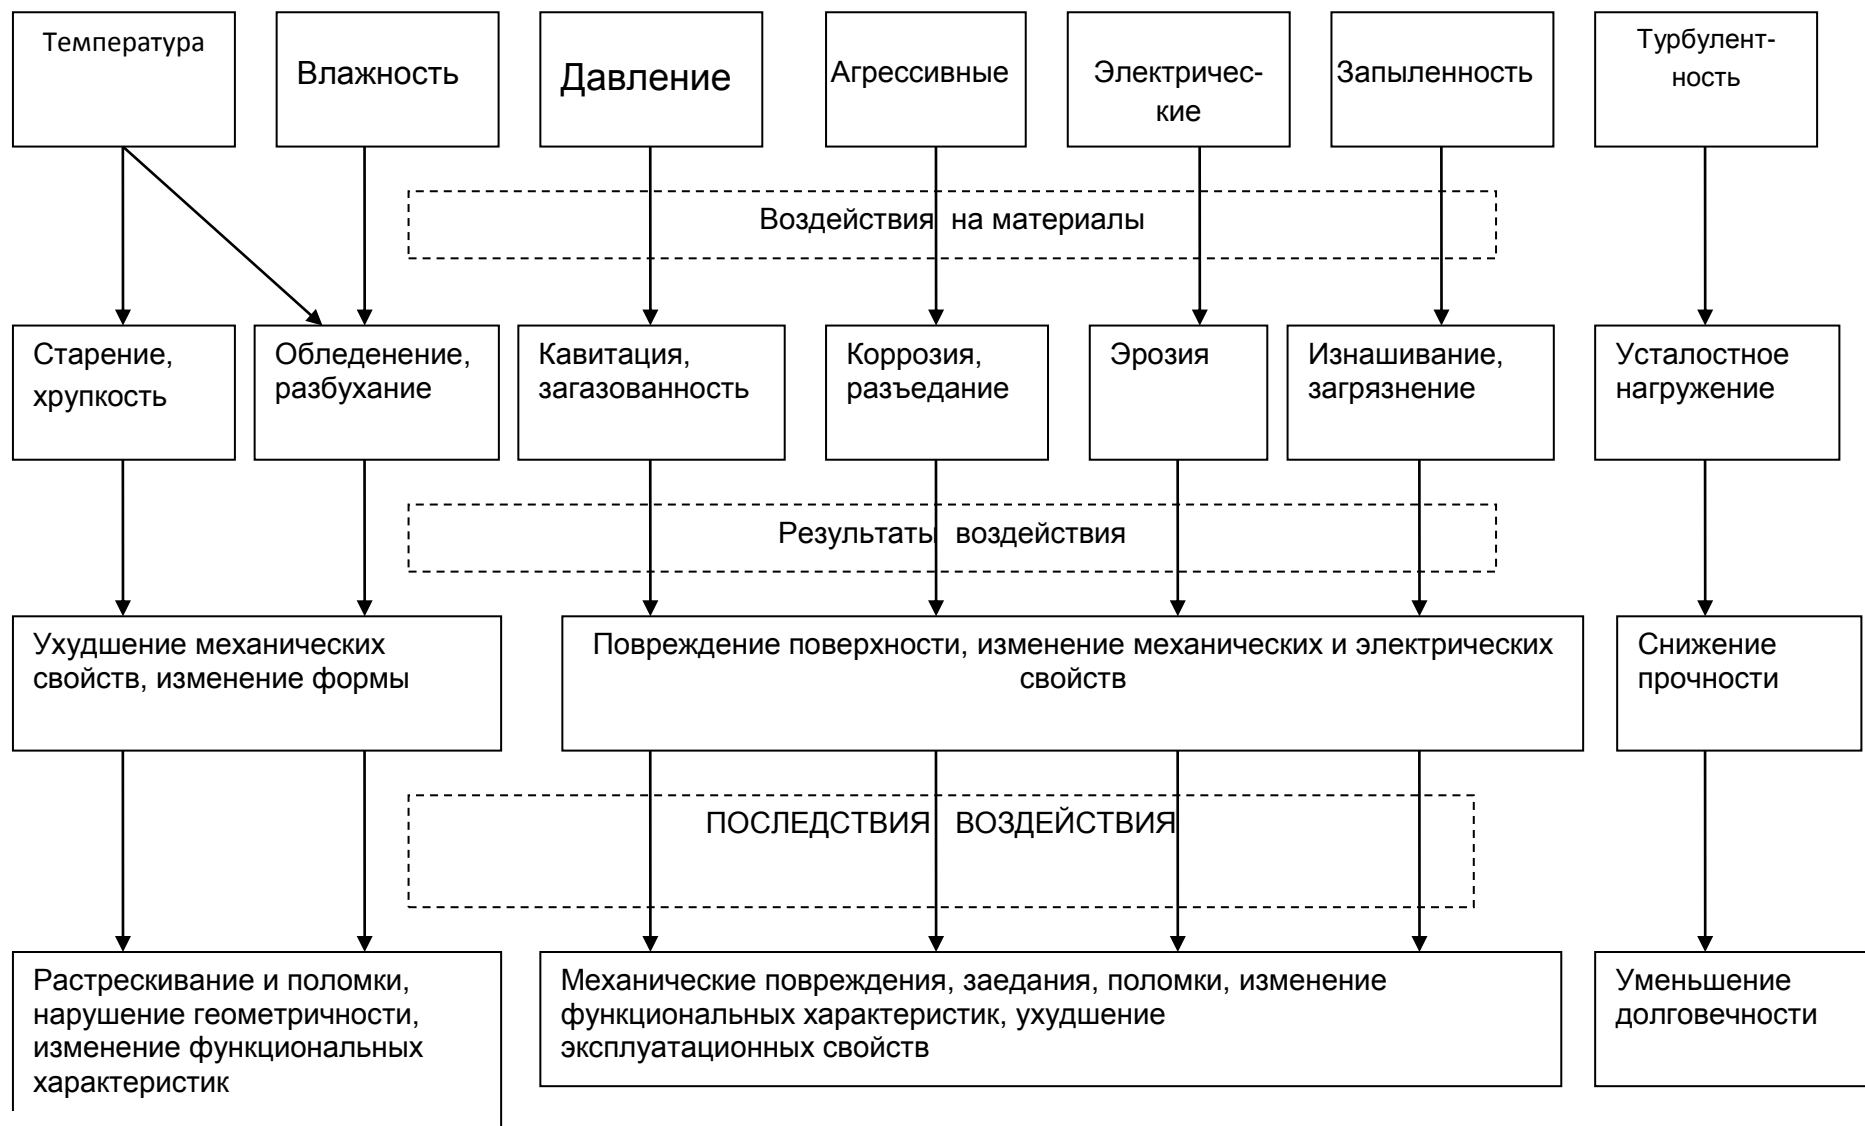 Температура
Влажность
Давление
Агрессивные
Электричес-
кие
Запыленность
Турбулент-
ность
Воздействия на материалы
Старение,
хрупкость
Обледенение,
разбухание
Кавитация,
загазованность
Коррозия,
разъедание
Эрозия
Изнашивание,
загрязнение
Усталостное
нагружение
Результаты воздействия
Ухудшение механических
свойств, изменение формы
Повреждение поверхности, изменение механических и электрических
свойств
Снижение
прочности
ПОСЛЕДСТВИЯ ВОЗДЕЙСТВИЯ
Растрескивание и поломки,
нарушение геометричности,
изменение функциональных
характеристик
Механические повреждения, заедания, поломки, изменение
функциональных характеристик, ухудшение
эксплуатационных свойств
Уменьшение
долговечности